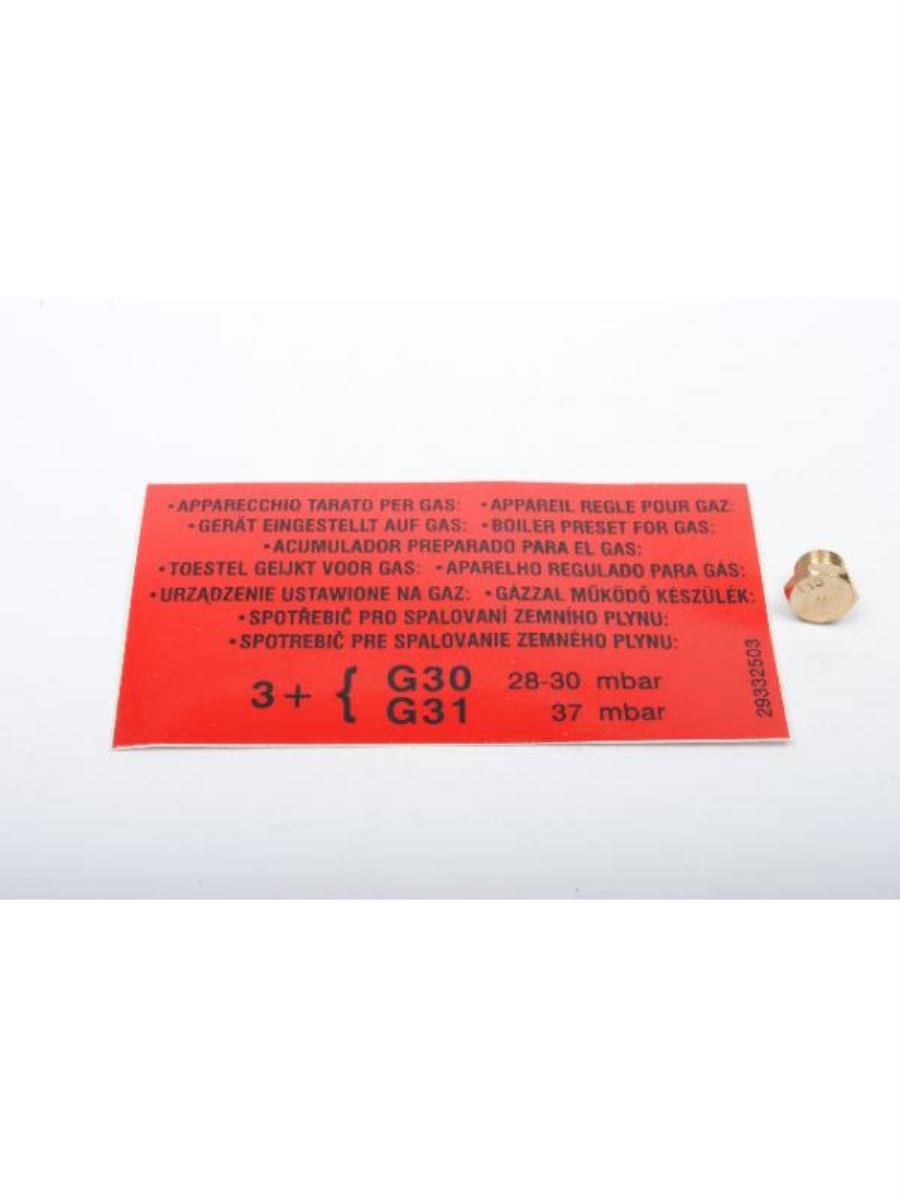 •APPARECCHIO TARATO PER GAS: •APPAREIL REGLE POUR GAZ:
•GERÄT EINGESTELLT AUF GAS: •BOILER PRESET FOR GAS:
•ACUMULADOR PREPARADO PARA EL GAS:
•TOESTEL GEIJKT VOOR GAS: •APARELHO REGULADO PARA GÁS:
•URZĄDZENIE USTAWIONE NA GAZ: •GÁZZAL MŰKÖDŐ KÉSZÜLÉK:
•SPOTŘEBIČ PRO SPALOVANÍ ZEMNÍHO PLYNU:
•SPOTREBIČ PRE SPALOVANIE ZEMNÉHO PLYNU:
3+ { G30 28-30 mbar
G31 37 mbar
29332503